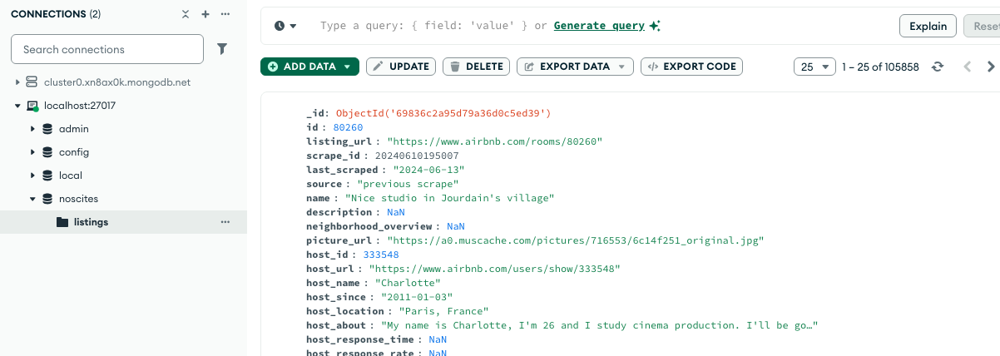 CONNECTIONS (2)
Search connections
cluster0.xn8ax0k.mongodb.net
localhost:27017
admin
config
local
noscites
listings
Type a query: { field: 'value' } or Generate query
Explain
Reset
ADD DATA
UPDATE
DELETE
EXPORT DATA
EXPORT CODE
25
1 – 25 of 105858
_id: ObjectId('69836c2a95d79a36d0c5ed39')
id : 80260
listing_url : "https://www.airbnb.com/rooms/80260"
scrape_id : 20240610195007
last_scraped : "2024-06-13"
source : "previous scrape"
name : "Nice studio in Jourdain's village"
description : NaN
neighborhood_overview : NaN
picture_url : "https://a0.muscache.com/pictures/716553/6c14f251_original.jpg"
host_id : 333548
host_url : "https://www.airbnb.com/users/show/333548"
host_name : "Charlotte"
host_since : "2011-01-03"
host_location : "Paris, France"
host_about : "My name is Charlotte, I'm 26 and I study cinema production. I'll be go…"
host_response_time : NaN
host_response_rate : NaN